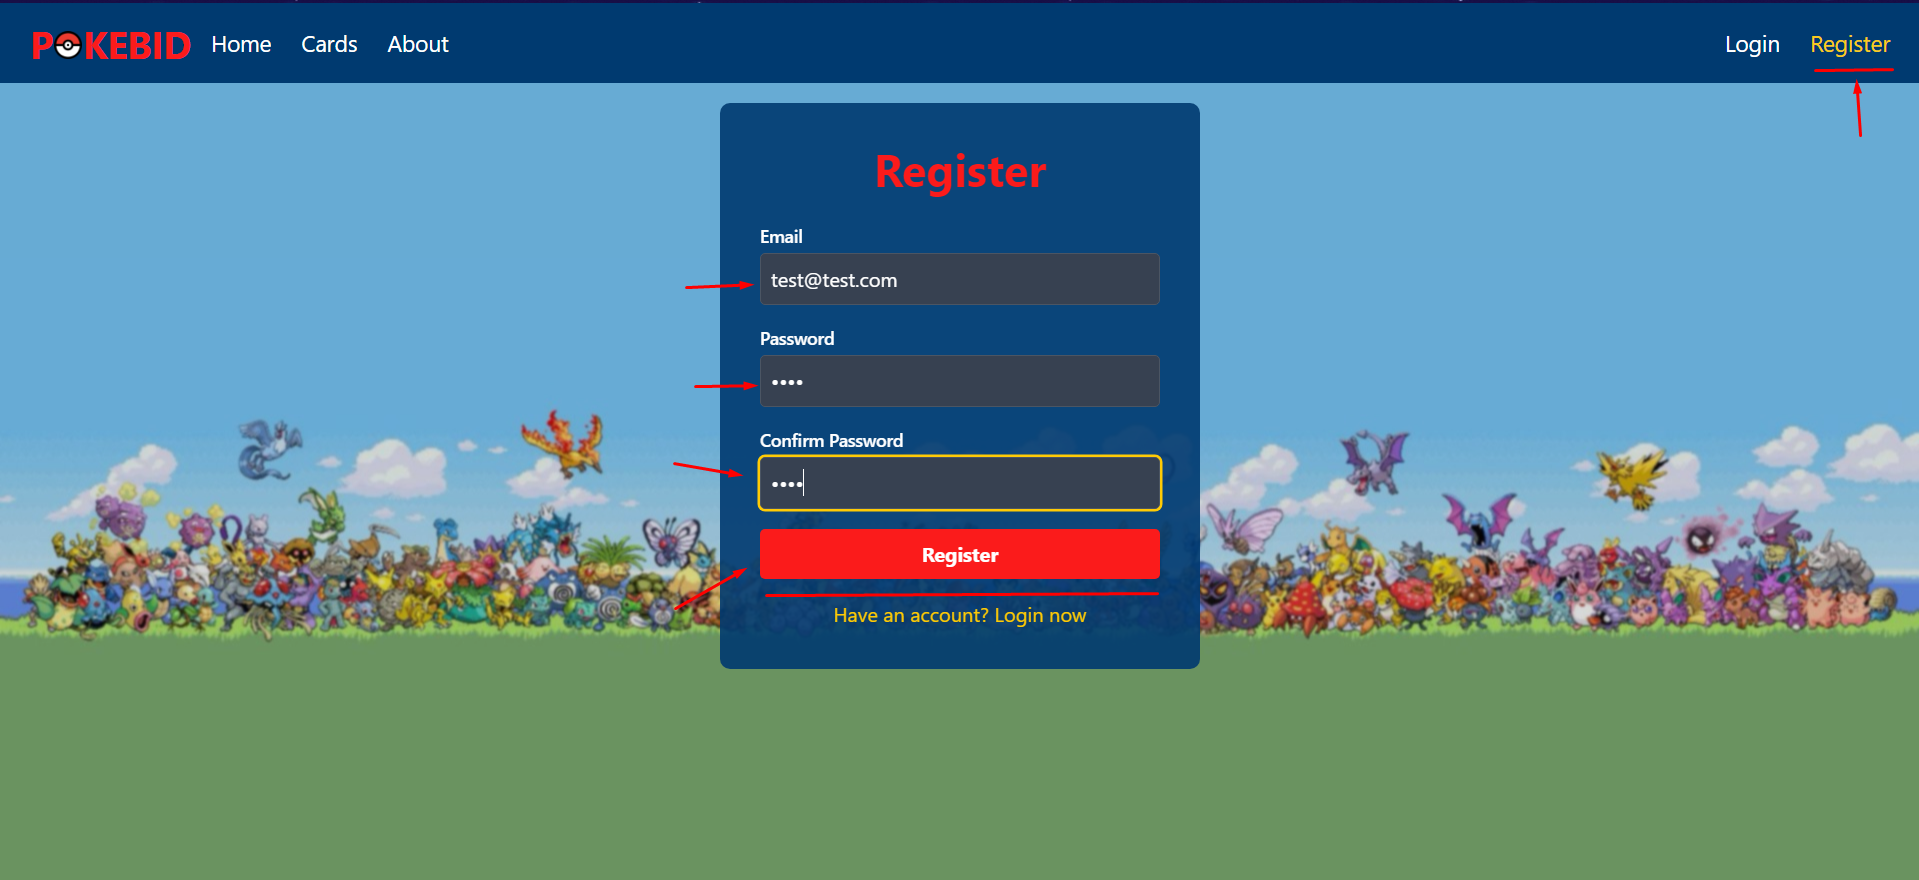 POKEBID Home Cards About Login Register
Register
Email
test@test.com
Password
••••
Confirm Password
••••
Register
Have an account? Login now